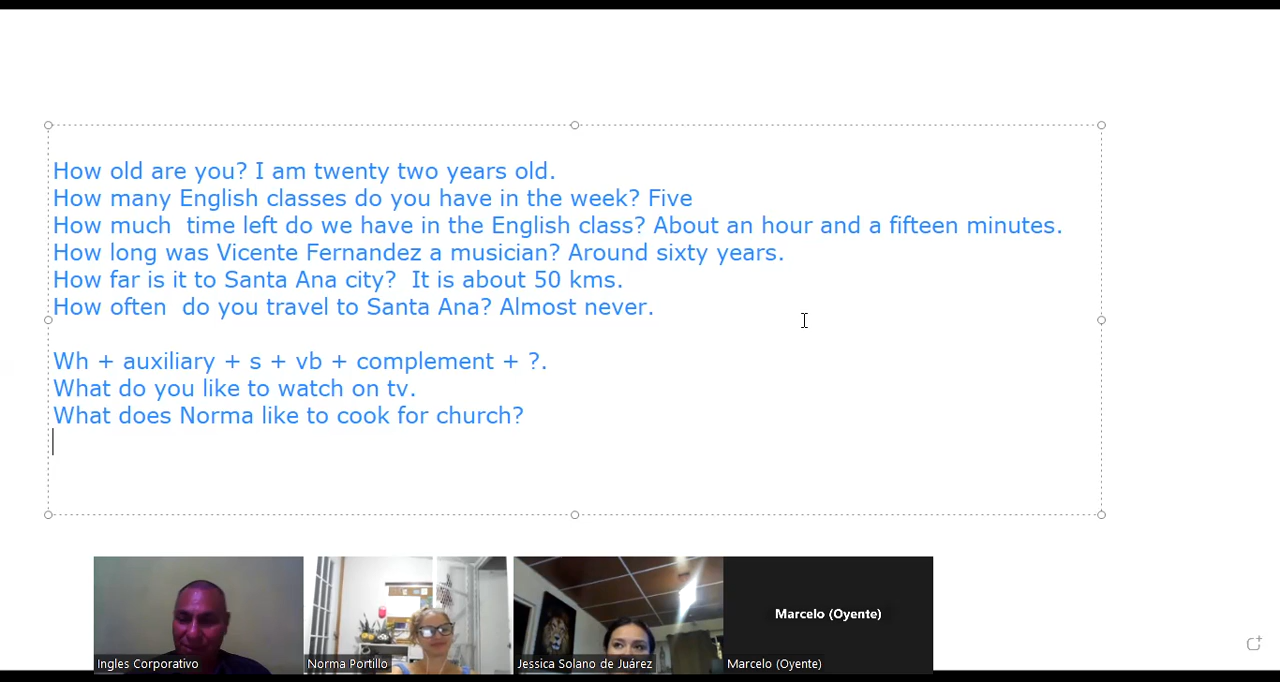 How old are you? I am twenty two years old.
How many English classes do you have in the week? Five
How much  time left do we have in the English class? About an hour and a fifteen minutes.
How long was Vicente Fernandez a musician? Around sixty years.
How far is it to Santa Ana city?  It is about 50 kms.
How often  do you travel to Santa Ana? Almost never.
Wh + auxiliary + s + vb + complement + ?.
What do you like to watch on tv.
What does Norma like to cook for church?
Marcelo (Oyente)
Ingles Corporativo
Norma Portillo
Jessica Solano de Juárez
Marcelo (Oyente)